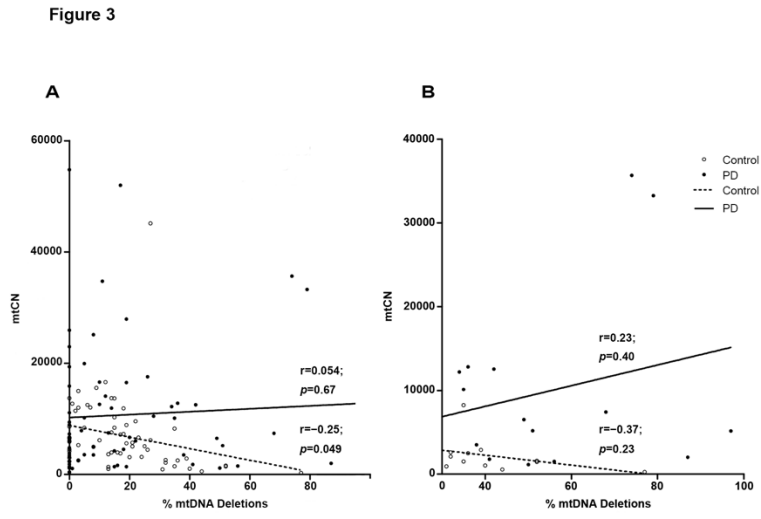 Figure 3
A
B
60000
40000
20000
0
mtCN
0 20 40 60 80
% mtDNA Deletions
r=0.054;
p=0.67
r=−0.25;
p=0.049
40000
30000
20000
10000
0
mtCN
0 40 60 80 100
% mtDNA Deletions
Control
PD
Control
PD
r=0.23;
p=0.40
r=−0.37;
p=0.23